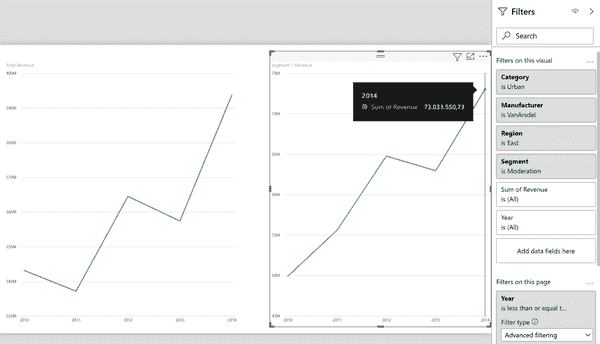 Total Revenue
400M
390M
380M
370M
360M
350M
340M
330M
2010
2011
2012
2013
2014
Segment 1 Revenue
75M
65M
60M
55M
50M
45M
2010
2011
2012
2013
2014
2014
Sum of Revenue 73.033.550,73
Filters
Search
Filters on this visual ...
Category
is Urban
Manufacturer
is VanArsdel
Region
is East
Segment
is Moderation
Sum of Revenue
is (All)
Year
is (All)
Add data fields here
Filters on this page ...
Year
is less than or equal t...
Filter type
Advanced filtering